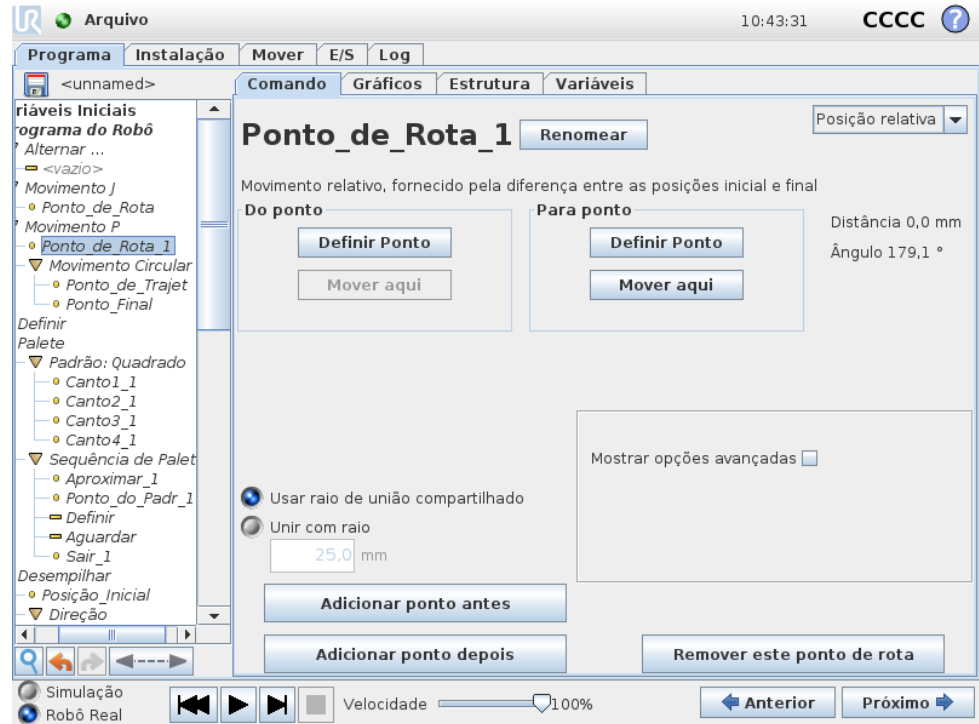 UR Arquivo 10:43:31 CCCC ?
Programa Instalação Mover E/S Log
<unnamed> Comando Gráficos Estrutura Variáveis
riáveis Iniciais
rograma do Robô
Alternar ...
<vazio>
Movimento J
Ponto_de_Rota
Movimento P
Ponto_de_Rota_1
Movimento Circular
Ponto_de_Trajet
Ponto_Final
Definir
Palete
Padrão: Quadrado
Canto1_1
Canto2_1
Canto3_1
Canto4_1
Sequência de Palet
Aproximar_1
Ponto_do_Padr_1
Definir
Aguardar
Sair_1
Desempilhar
Posição_Inicial
Direção
Ponto_de_Rota_1 Renomear Posição relativa
Movimento relativo, fornecido pela diferença entre as posições inicial e final
Do ponto Para ponto
Definir Ponto Definir Ponto
Mover aqui Mover aqui
Distância 0,0 mm
Ângulo 179,1 °
Mostrar opções avançadas
Usar raio de união compartilhado
Unir com raio
25,0 mm
Adicionar ponto antes
Adicionar ponto depois Remover este ponto de rota
Simulação
Robô Real
Velocidade 100% Anterior Próximo